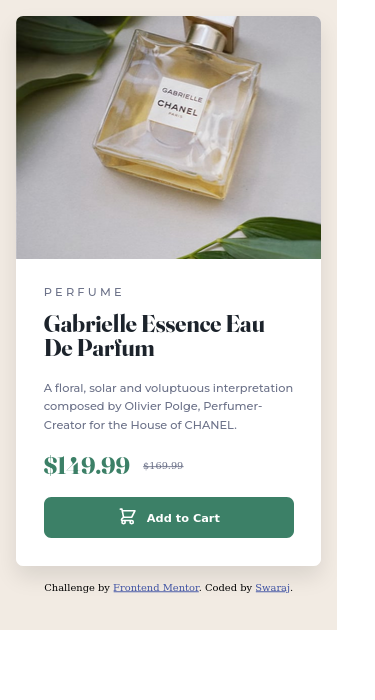 GABRIELLE
CHANEL
PARIS
PERFUME
Gabrielle Essence Eau
De Parfum
A floral, solar and voluptuous interpretation
composed by Olivier Polge, Perfumer-
Creator for the House of CHANEL.
$149.99 $169.99
Add to Cart
Challenge by Frontend Mentor. Coded by Swaraj.